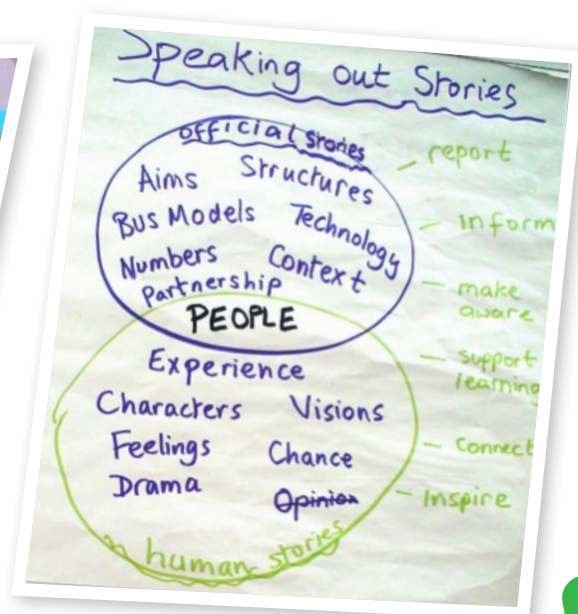 Speaking out Stories
official stories
report
Aims Structures
Bus Models Technology
inform
Numbers Context
Partnership
make
aware
PEOPLE
Experience
Support
learning
Characters Visions
Feelings Chance
Connect
Drama Opinion
Inspire
human stories